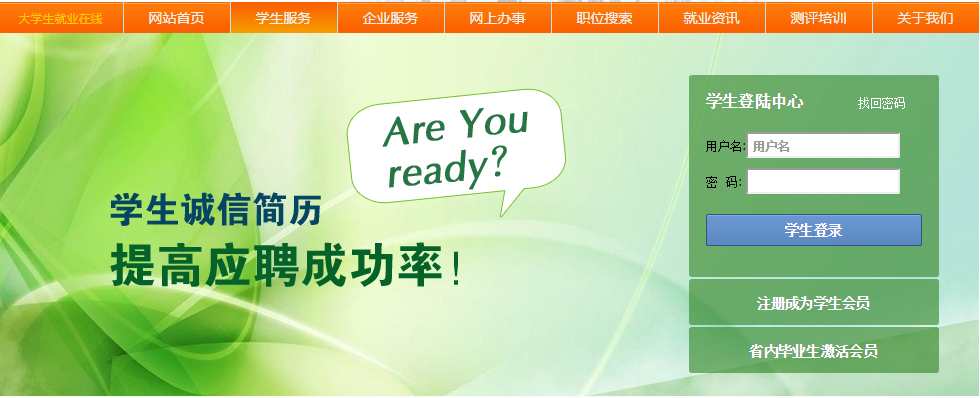 大学生就业在线 网站首页 学生服务 企业服务 网上办事 职位搜索 就业资讯 测评培训 关于我们
Are You
ready?
学生诚信简历
提高应聘成功率!
学生登陆中心 找回密码
用户名: 用户名
密 码:
学生登录
注册成为学生会员
省内毕业生激活会员